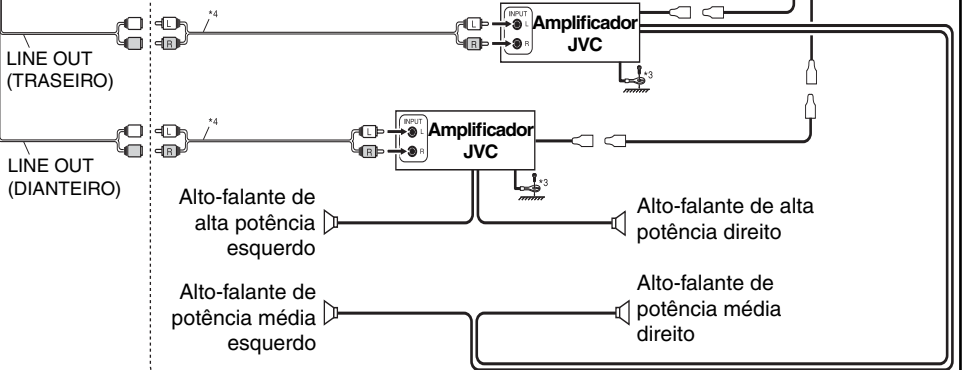 L
R
*4
L
R
INPUT
L
R
Amplificador
JVC
*3
LINE OUT
(TRASEIRO)
L
R
*4
L
R
INPUT
L
R
Amplificador
JVC
*3
LINE OUT
(DIANTEIRO)
Alto-falante de
alta potência
esquerdo
Alto-falante de alta
potência direito
Alto-falante de
potência média
esquerdo
Alto-falante de
potência média
direito